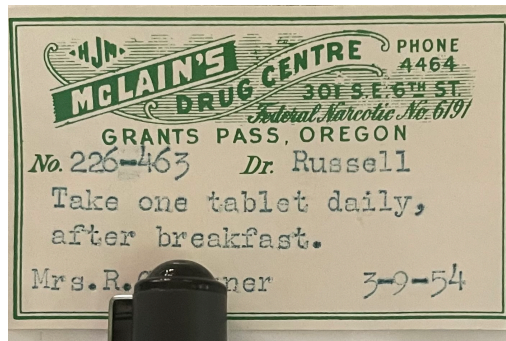 HJM
McLAIN'S
DRUG CENTRE
PHONE
4464
301 S.E. 6TH ST.
Federal Narcotic No. 6191
GRANTS PASS, OREGON
No. 226-463 Dr. Russell
Take one tablet daily,
after breakfast.
Mrs. R. 3-9-54